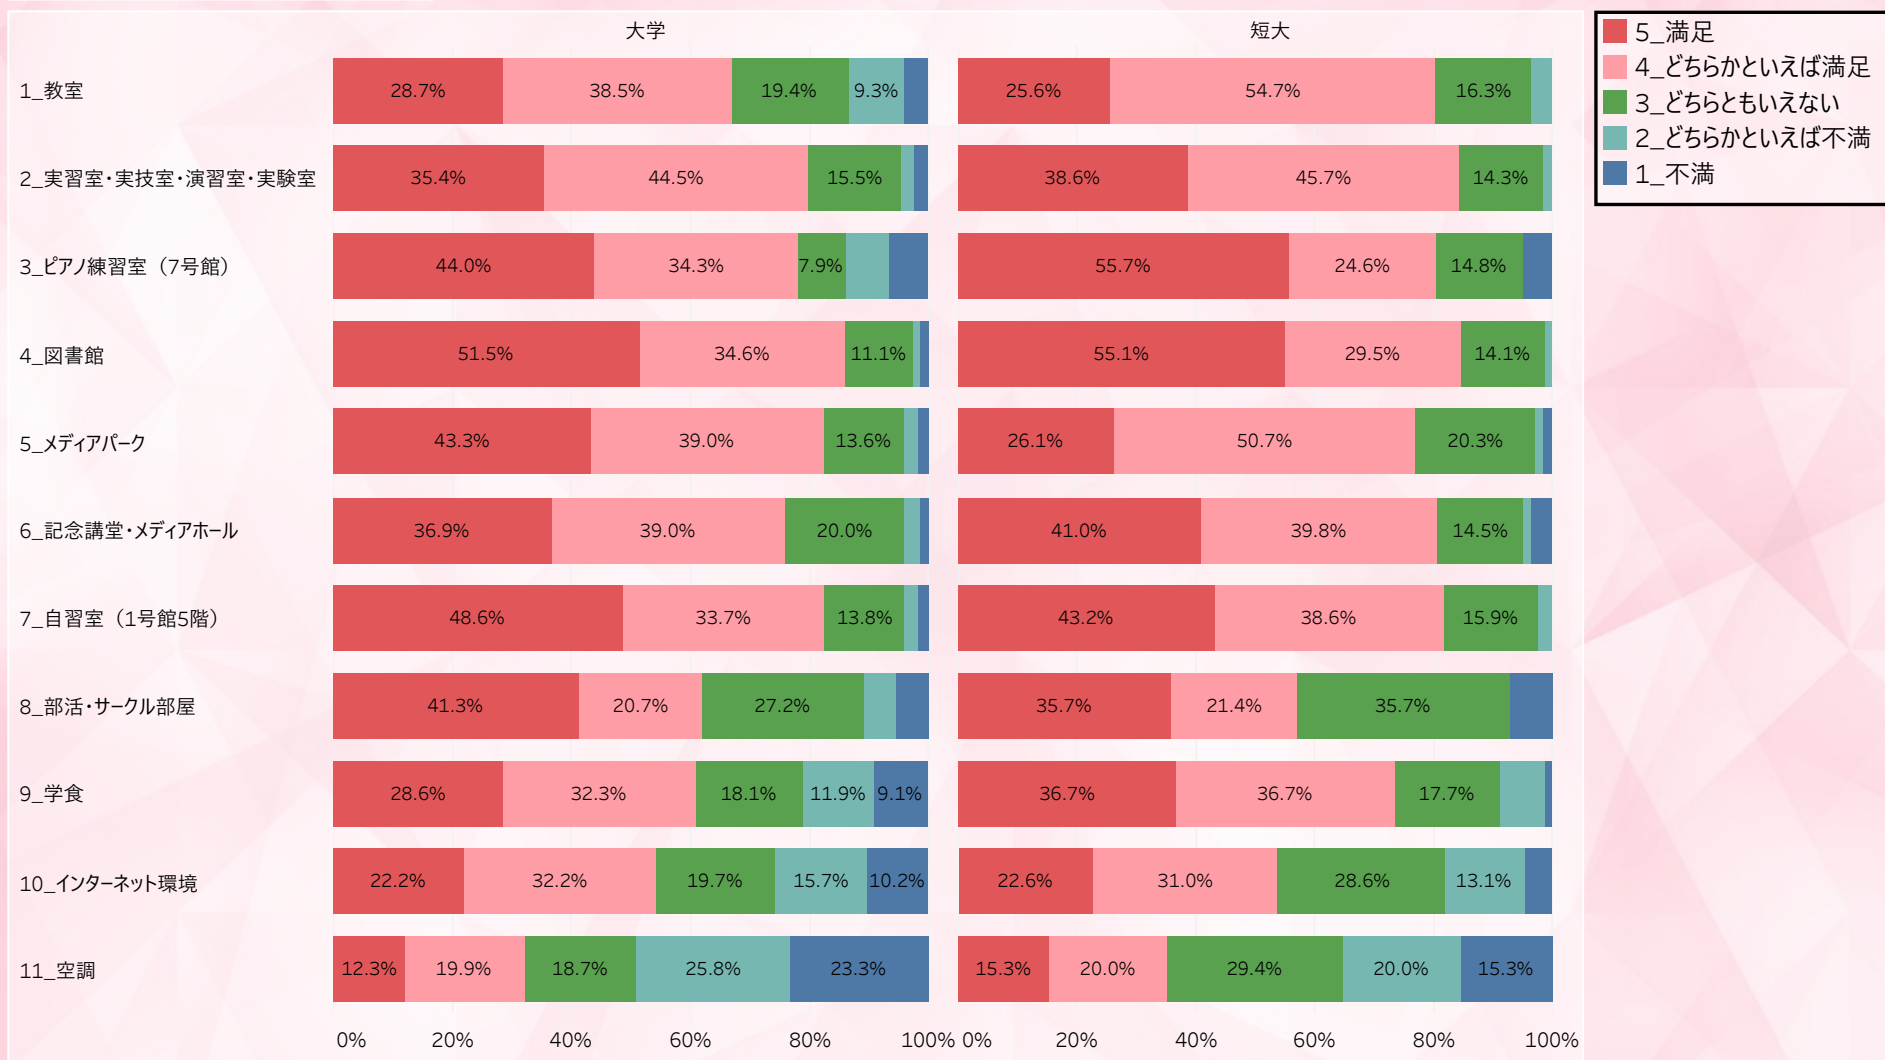 大学 短大
1_教室 28.7% 38.5% 19.4% 9.3% 25.6% 54.7% 16.3%
2_実習室・実技室・演習室・実験室 35.4% 44.5% 15.5% 38.6% 45.7% 14.3%
3_ピアノ練習室（7号館） 44.0% 34.3% 7.9% 55.7% 24.6% 14.8%
4_図書館 51.5% 34.6% 11.1% 55.1% 29.5% 14.1%
5_メディアパーク 43.3% 39.0% 13.6% 26.1% 50.7% 20.3%
6_記念講堂・メディアホール 36.9% 39.0% 20.0% 41.0% 39.8% 14.5%
7_自習室（1号館5階） 48.6% 33.7% 13.8% 43.2% 38.6% 15.9%
8_部活・サークル部屋 41.3% 20.7% 27.2% 35.7% 21.4% 35.7%
9_学食 28.6% 32.3% 18.1% 11.9% 9.1% 36.7% 36.7% 17.7%
10_インターネット環境 22.2% 32.2% 19.7% 15.7% 10.2% 22.6% 31.0% 28.6% 13.1%
11_空調 12.3% 19.9% 18.7% 25.8% 23.3% 15.3% 20.0% 29.4% 20.0% 15.3%
0% 20% 40% 60% 80% 100% 0% 20% 40% 60% 80% 100%
5_満足
4_どちらかといえば満足
3_どちらともいえない
2_どちらかといえば不満
1_不満